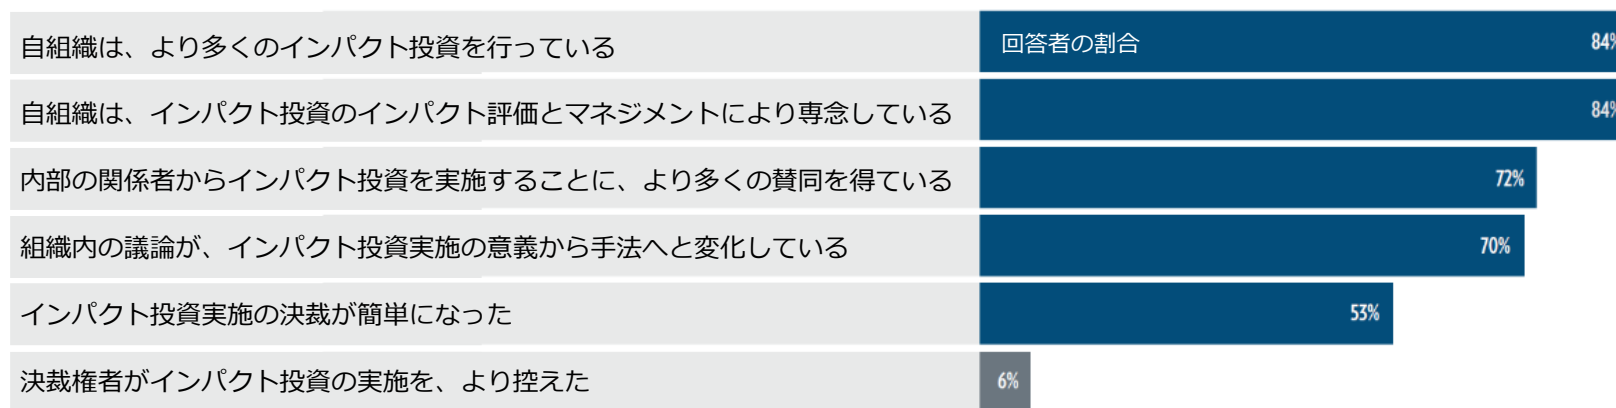 自組織は、より多くのインパクト投資を行っている
回答者の割合
84%
自組織は、インパクト投資のインパクト評価とマネジメントにより専念している
84%
内部の関係者からインパクト投資を実施することに、より多くの賛同を得ている
72%
組織内の議論が、インパクト投資実施の意義から手法へと変化している
70%
インパクト投資実施の決裁が簡単になった
53%
決裁権者がインパクト投資の実施を、より控えた
6%